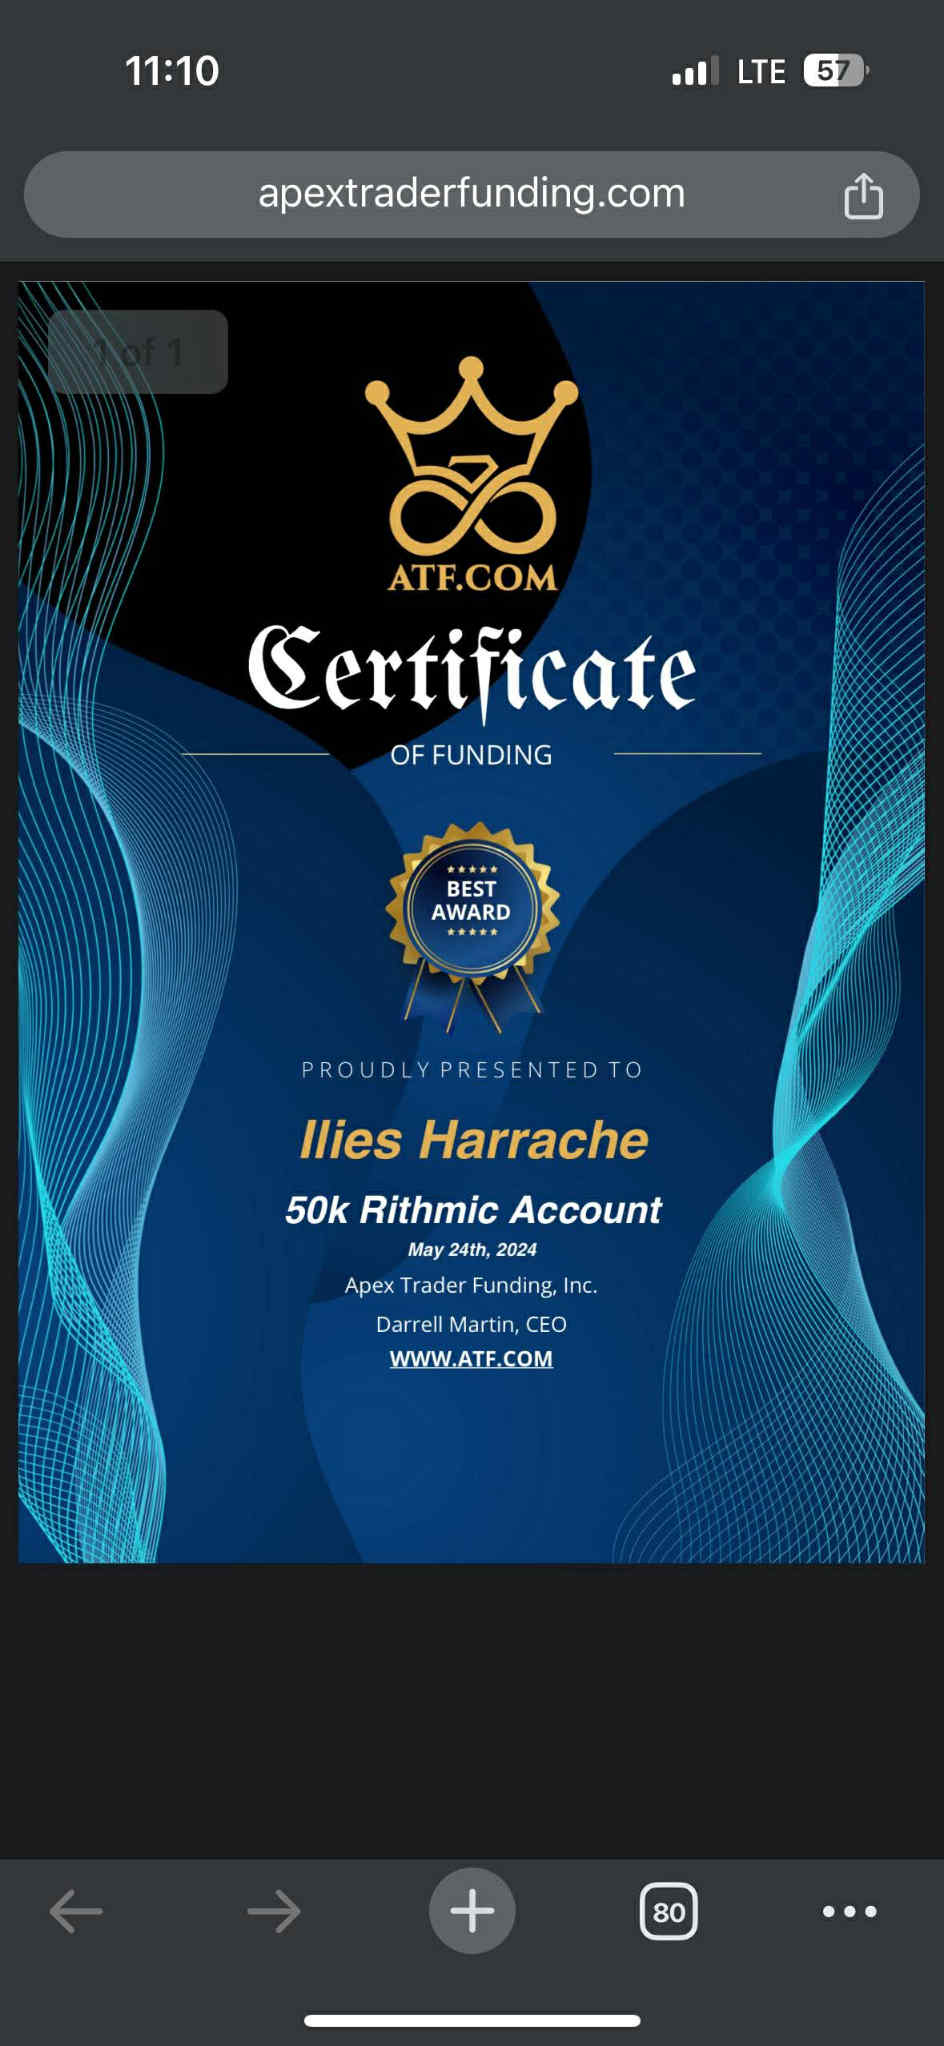 11:10
LTE 57
apextraderfunding.com
1 of 1
ATF.COM
Certificate
OF FUNDING
BEST
AWARD
PROUDLY PRESENTED TO
Ilies Harrache
50k Rithmic Account
May 24th, 2024
Apex Trader Funding, Inc.
Darrell Martin, CEO
WWW.ATF.COM
80